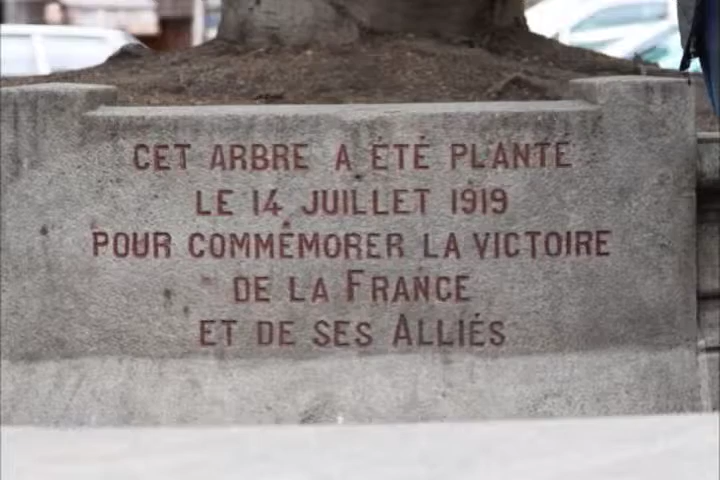 CET ARBRE A ÉTÉ PLANTÉ
LE 14 JUILLET 1919
POUR COMMÉMORER LA VICTOIRE
DE LA FRANCE
ET DE SES ALLIÉS